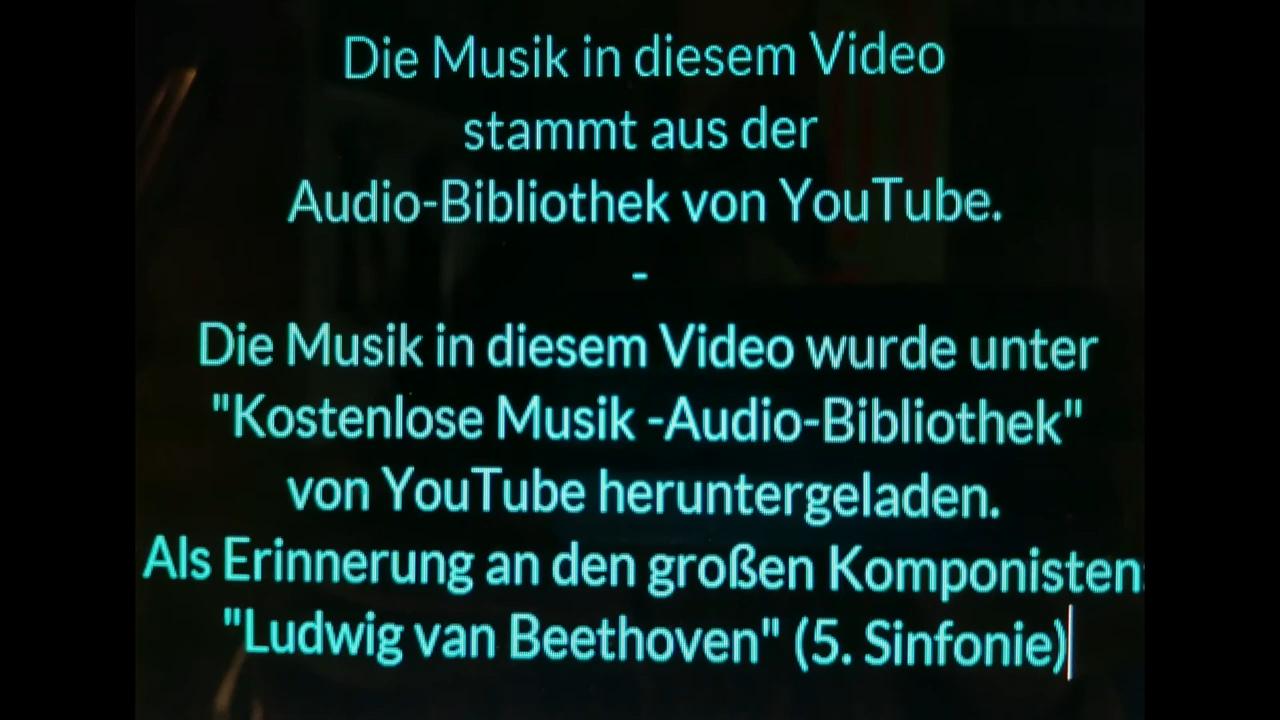 Die Musik in diesem Video
stammt aus der
Audio-Bibliothek von YouTube.
-
Die Musik in diesem Video wurde unter
"Kostenlose Musik -Audio-Bibliothek"
von YouTube heruntergeladen.
Als Erinnerung an den großen Komponisten:
"Ludwig van Beethoven" (5. Sinfonie)